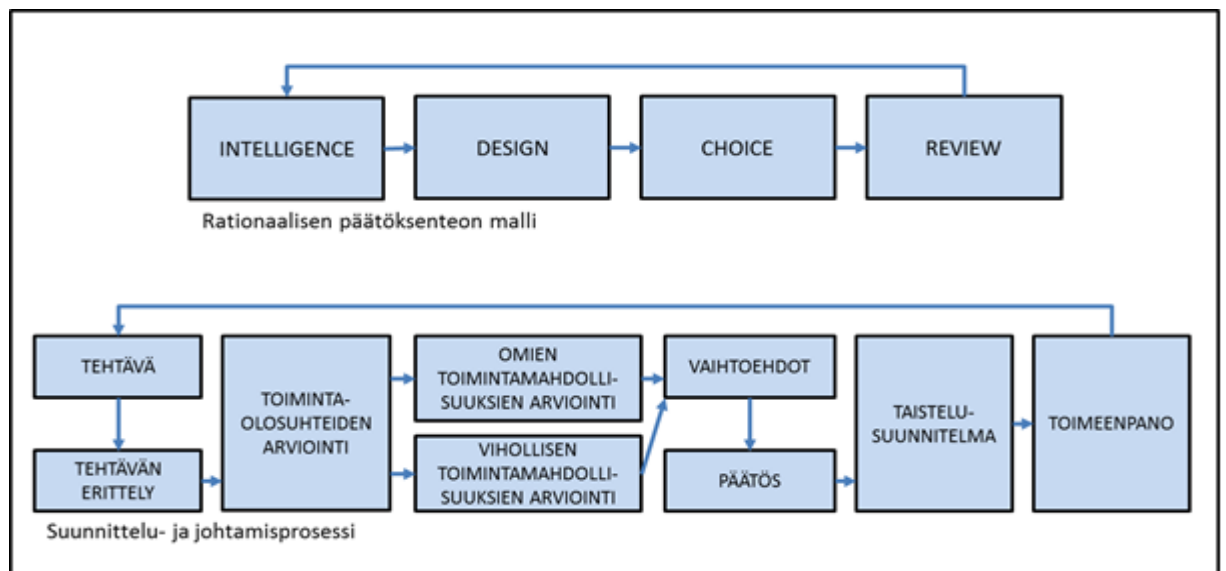 INTELLIGENCE
DESIGN
CHOICE
REVIEW
Rationaalisen päätöksenteon malli
TEHTÄVÄ
TEHTÄVÄN
ERITTELY
TOIMINTA-
OLOSUHTEIDEN
ARVIOINTI
OMIEN
TOIMINTAMAHDOLLI-
SUUKSIEN ARVIOINTI
VIHOLLISEN
TOIMINTAMAHDOLLI-
SUUKSIEN ARVIOINTI
VAIHTOEHDOT
PÄÄTÖS
TAISTELU-
SUUNNITELMA
TOIMEENPANO
Suunnittelu- ja johtamisprosessi